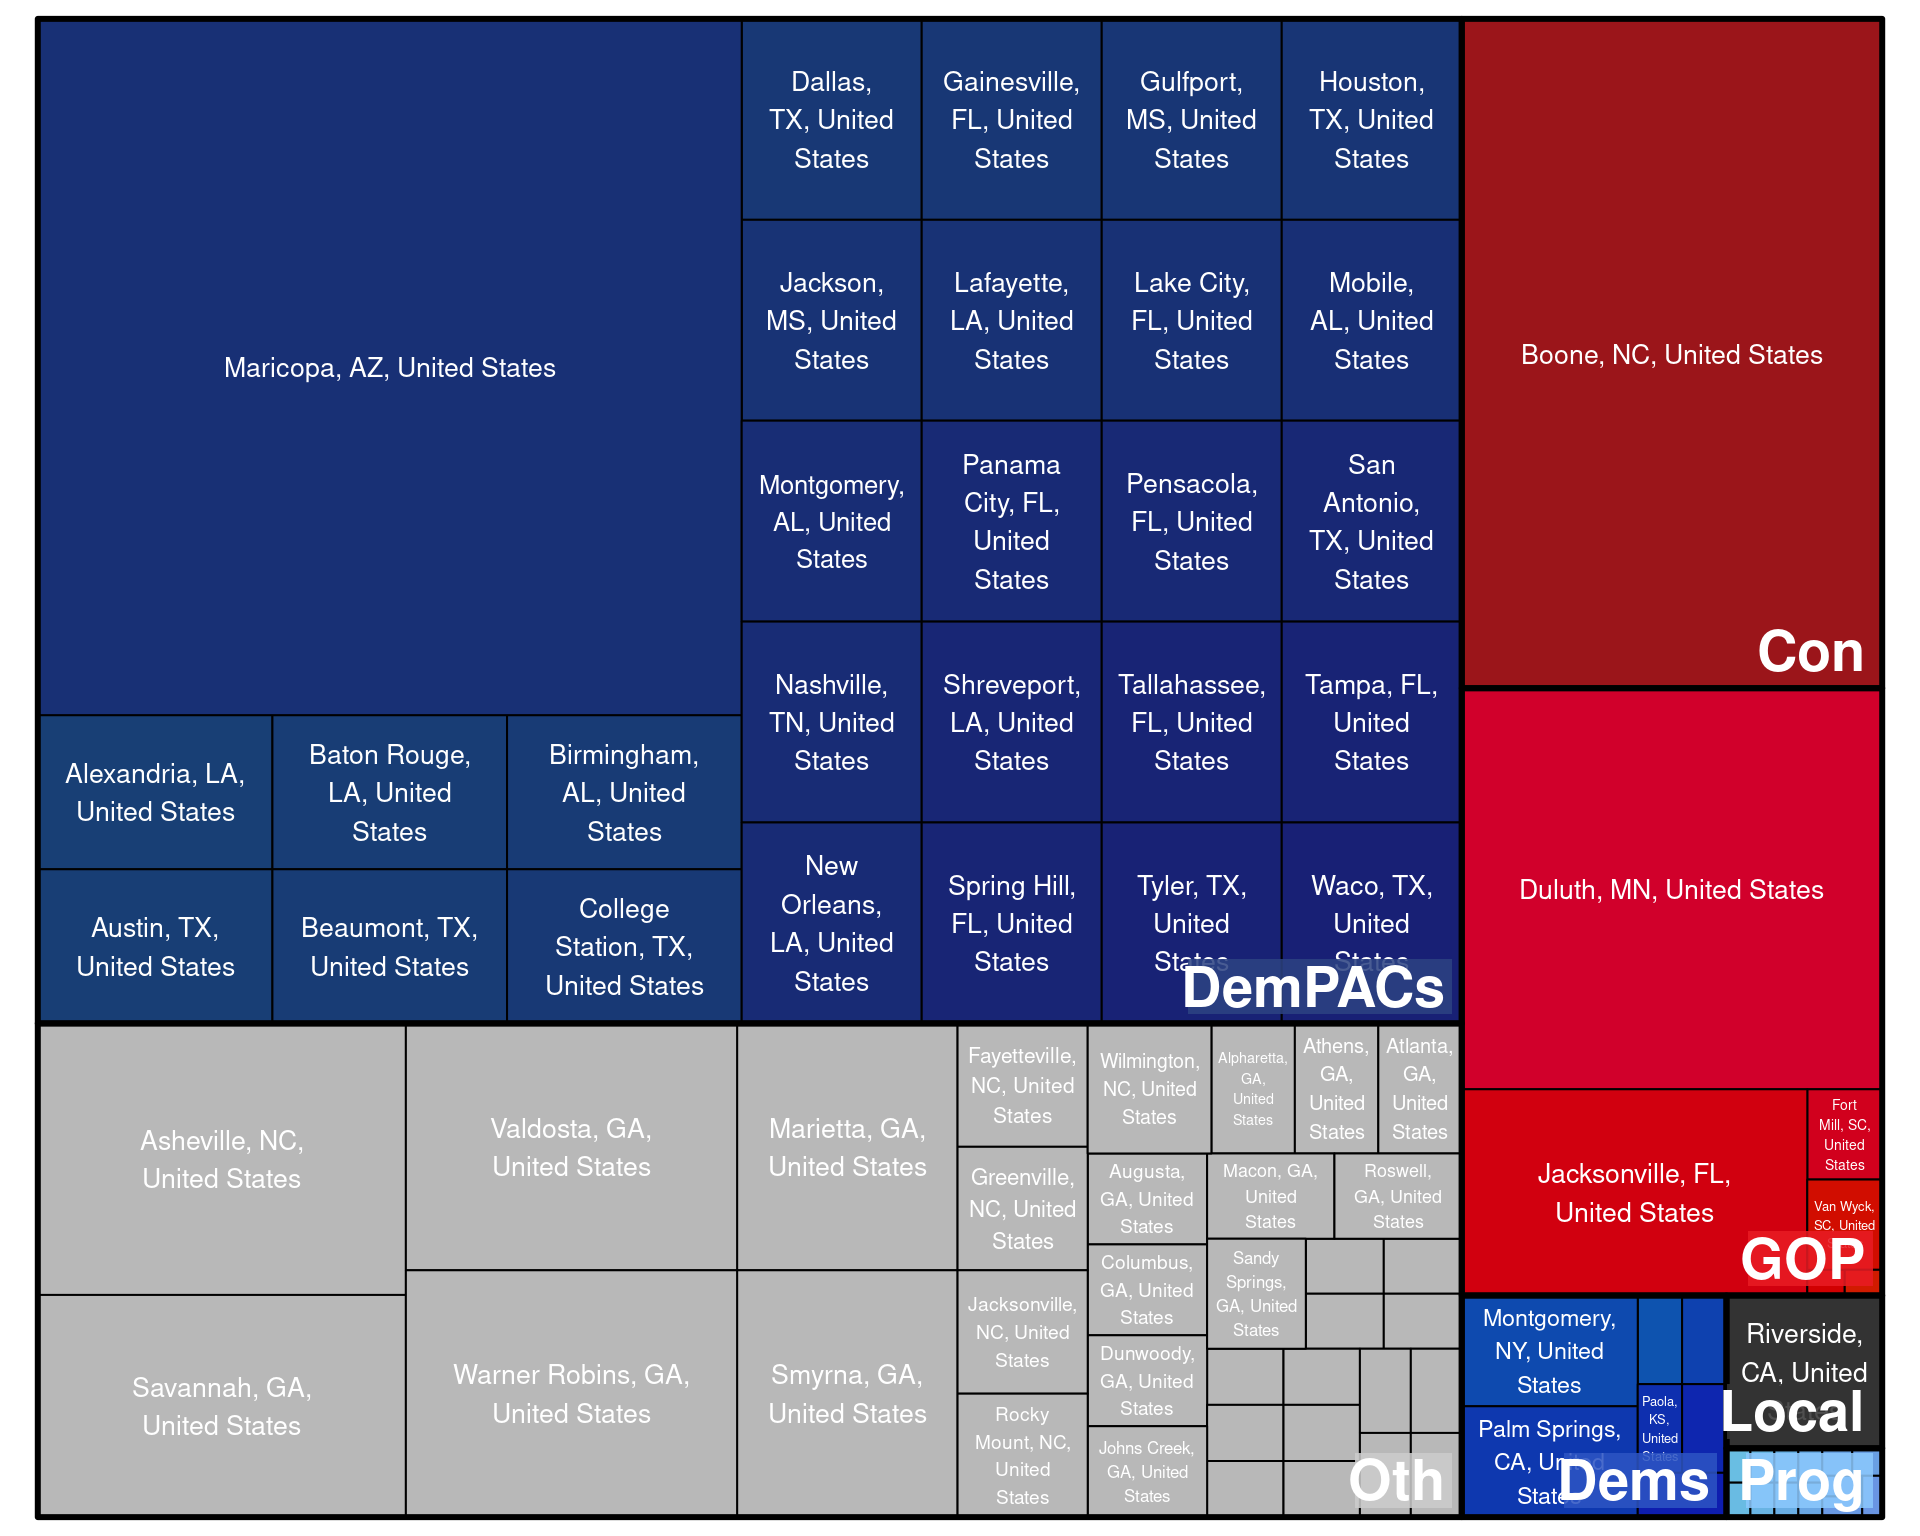 Maricopa, AZ, United States
Dallas,
TX, United
States
Gainesville,
FL, United
States
Gulfport,
MS, United
States
Houston,
TX, United
States
Jackson,
MS, United
States
Lafayette,
LA, United
States
Lake City,
FL, United
States
Mobile,
AL, United
States
Montgomery,
AL, United
States
Panama
City, FL,
United
States
Pensacola,
FL, United
States
San
Antonio,
TX, United
States
Nashville,
TN, United
States
Shreveport,
LA, United
States
Tallahassee,
FL, United
States
Tampa, FL,
United
States
Alexandria, LA,
United States
Baton Rouge,
LA, United
States
Birmingham,
AL, United
States
Austin, TX,
United States
Beaumont, TX,
United States
College
Station, TX,
United States
New
Orleans,
LA, United
States
Spring Hill,
FL, United
States
Tyler, TX,
United
States
Waco, TX,
United
States
DemPACs
Boone, NC, United States
Con
Duluth, MN, United States
Jacksonville, FL,
United States
Fort
Mill, SC,
United
States
Van Wyck,
SC, United
GOP
Asheville, NC,
United States
Savannah, GA,
United States
Valdosta, GA,
United States
Warner Robins, GA,
United States
Marietta, GA,
United States
Smyrna, GA,
United States
Fayetteville,
NC, United
States
Greenville,
NC, United
States
Jacksonville,
NC, United
States
Rocky
Mount, NC,
United
States
Wilmington,
NC, United
States
Alpharetta,
GA,
United
States
Athens,
GA,
United
States
Atlanta,
GA,
United
States
Augusta,
GA, United
States
Macon, GA,
United
States
Roswell,
GA, United
States
Columbus,
GA, United
States
Sandy
Springs,
GA, United
States
Dunwoody,
GA, United
States
Johns Creek,
GA, United
States
Oth
Montgomery,
NY, United
States
Palm Springs,
CA, United
States
Paola,
KS,
United
States
Dems
Riverside,
CA, United
Local
Prog